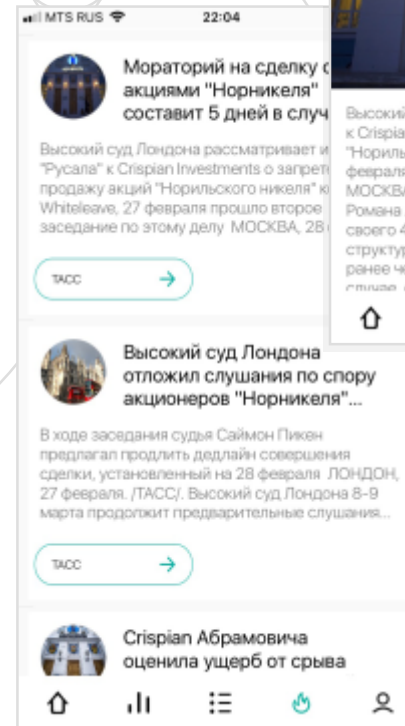 MTS RUS 22:04
Мораторий на сделку с
акциями "Норникеля"
составит 5 дней в случ
Высокий суд Лондона рассматривает и
"Русала" к Crispian Investments о запрет
продажу акций "Норильского никеля" к
Whiteleave, 27 февраля прошло второе
заседание по этому делу МОСКВА, 28
ТАСС
Высокий суд Лондона
отложил слушания по спору
акционеров "Норникеля"...
В ходе заседания судья Саймон Пикен
предлагал продлить дедлайн совершения
сделки, установленный на 28 февраля ЛОНДОН,
27 февраля. /ТАСС/. Высокий суд Лондона 8-9
марта продолжит предварительные слушания...
ТАСС
Crispian Абрамовича
оценила ущерб от срыва
Высокий
к Crispia
"Нориль
февраля
МОСКВА
Романа
своего 4
структур
ранее че
случае